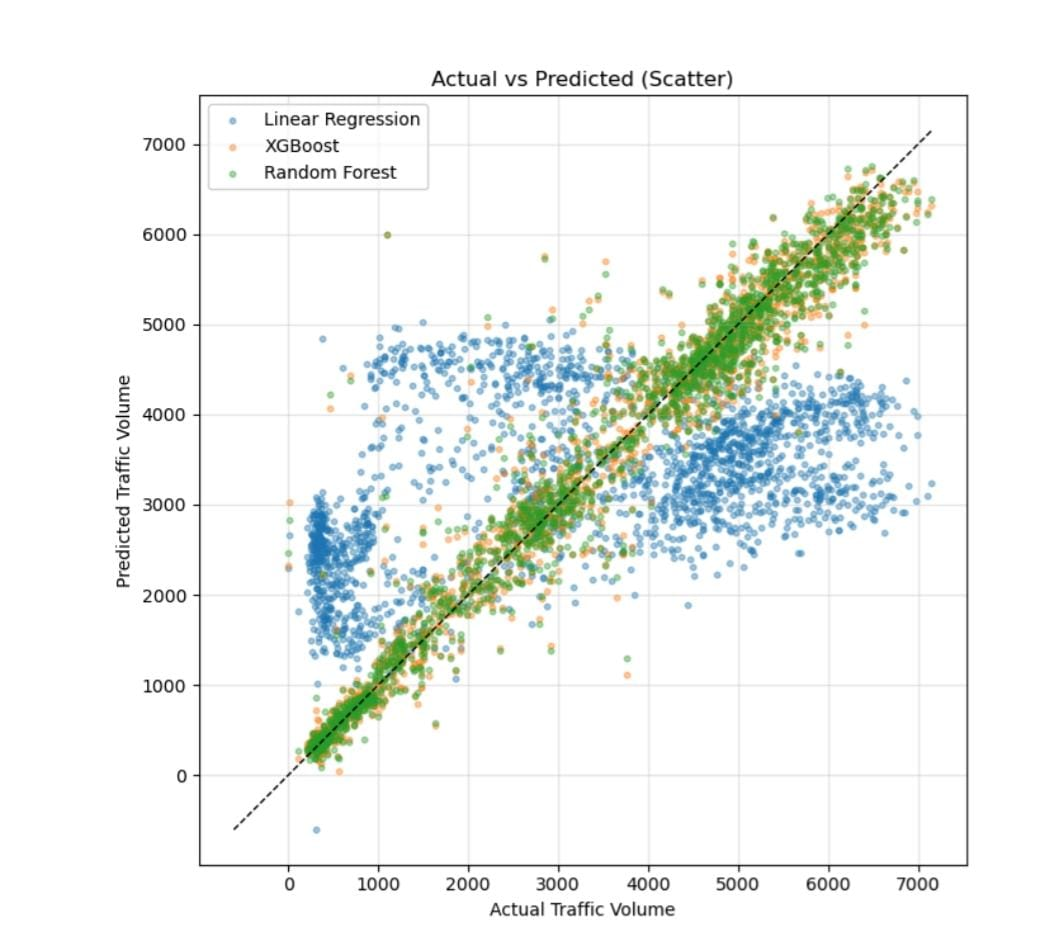 Actual vs Predicted (Scatter)
Linear Regression
XGBoost
Random Forest
7000
6000
5000
4000
3000
2000
1000
0
Predicted Traffic Volume
0 1000 2000 3000 4000 5000 6000 7000
Actual Traffic Volume